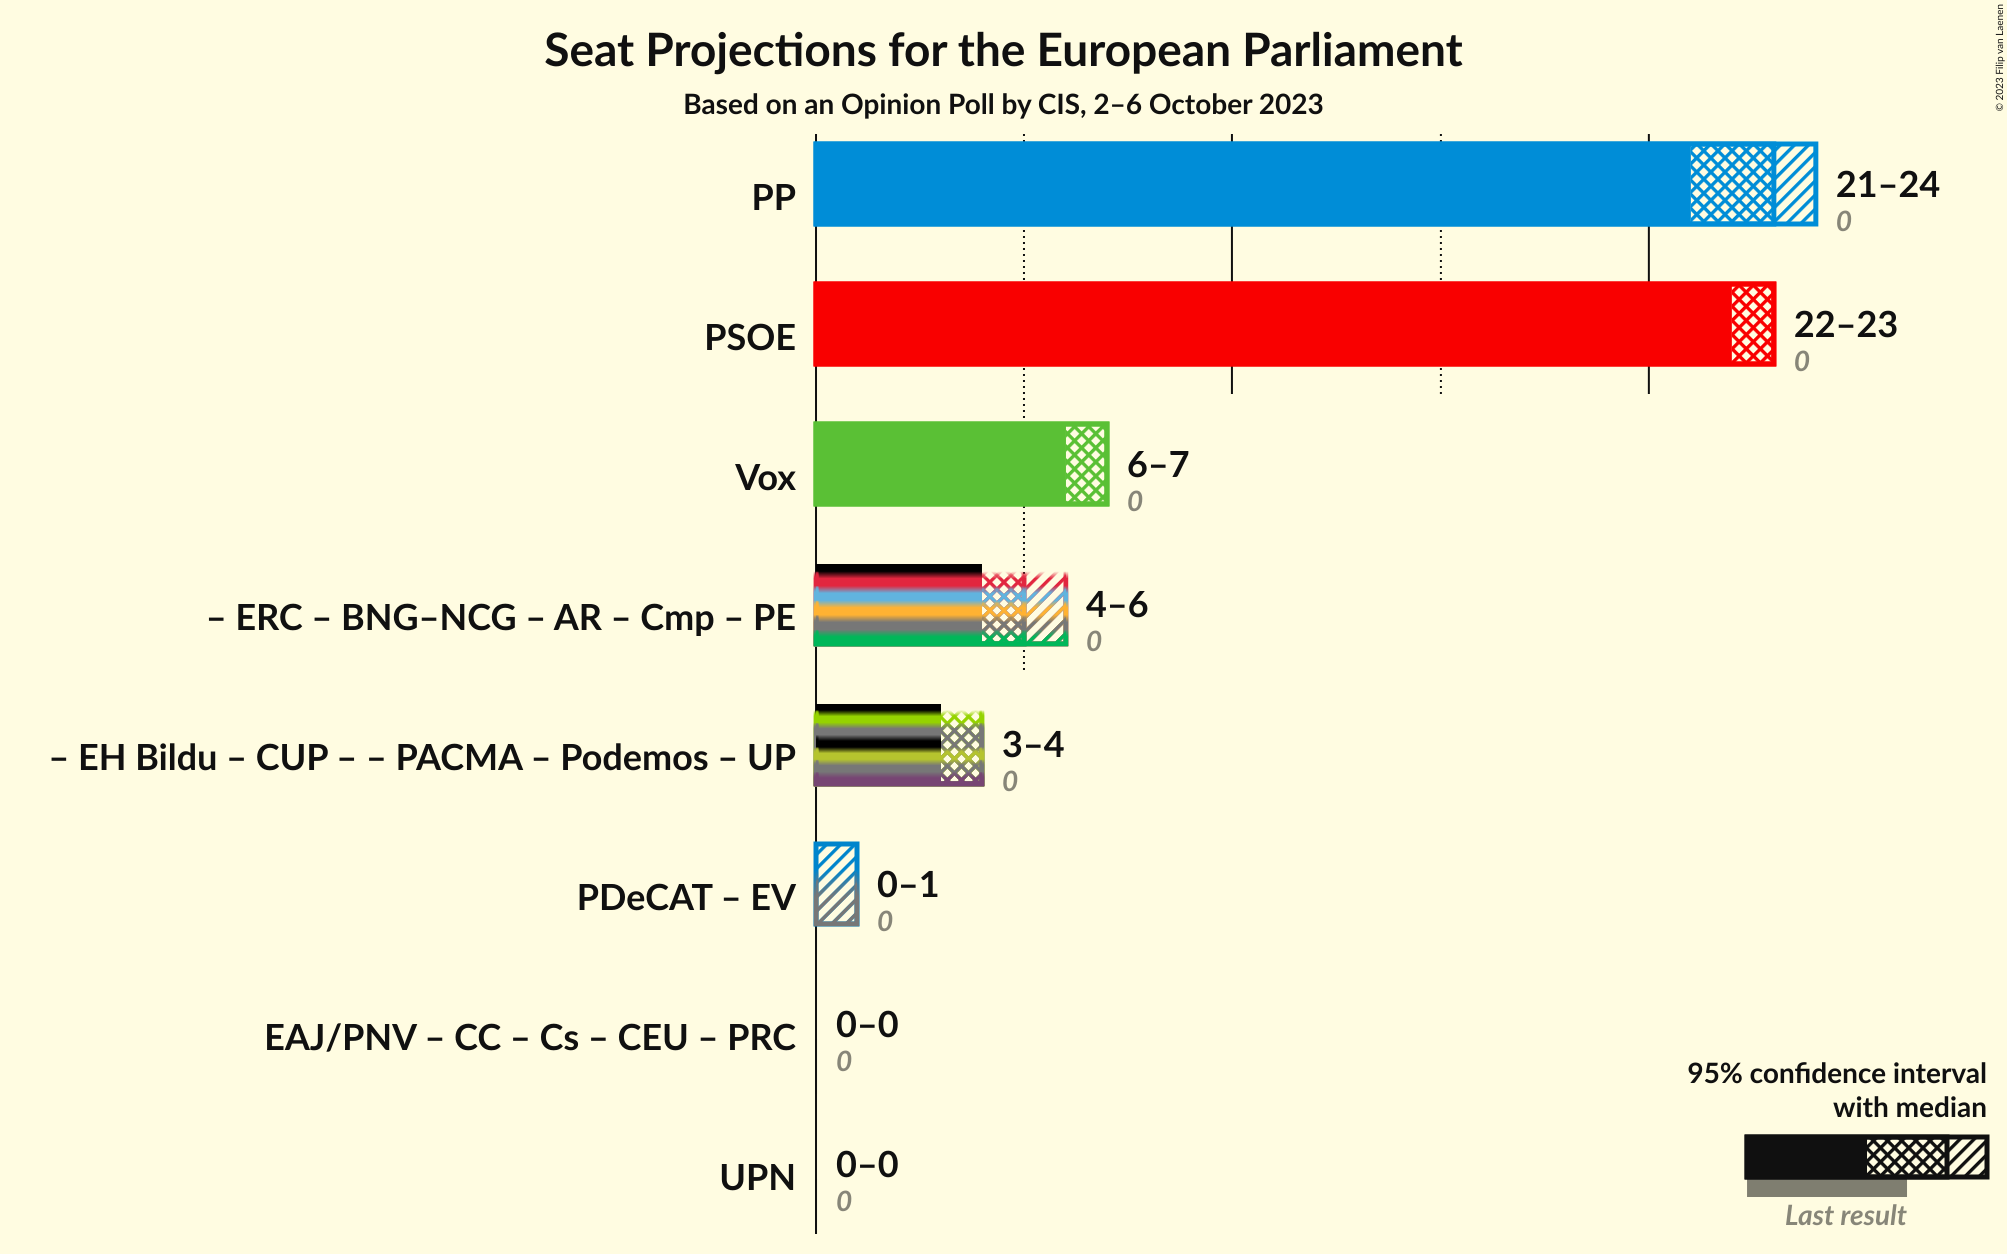 Seat Projections for the European Parliament
Based on an Opinion Poll by CIS, 2–6 October 2023
© 2023 Filip van Laenen
PP
21–24
0
PSOE
22–23
0
Vox
6–7
0
– ERC – BNG–NCG – AR – Cmp – PE
4–6
0
– EH Bildu – CUP – – PACMA – Podemos – UP
3–4
0
PDeCAT – EV
0–1
0
EAJ/PNV – CC – Cs – CEU – PRC
0–0
0
UPN
0–0
0
95% confidence interval
with median
Last result